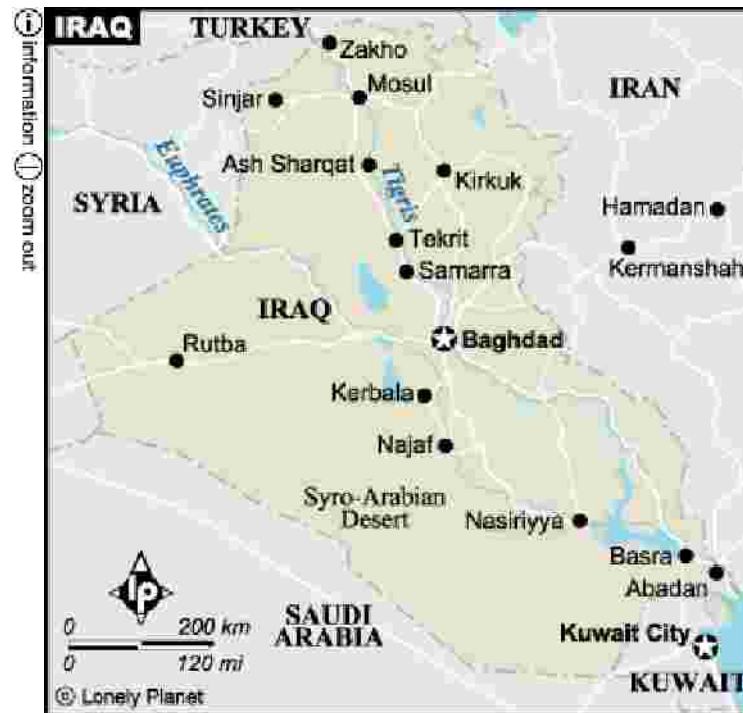 IRAQ
information
zoom out
TURKEY
Zakho
Mosul
Sinjar
IRAN
Euphrates
Ash Sharqat
Tigris
Kirkuk
SYRIA
Hamadan
Tekrit
Kermanshah
Samarra
IRAQ
Rutba
Baghdad
Kerbala
Najaf
Syro-Arabian
Desert
Nasiriyya
Basra
Abadan
lp
SAUDI
ARABIA
0 200 km
0 120 mi
Kuwait City
KUWAIT
© Lonely Planet